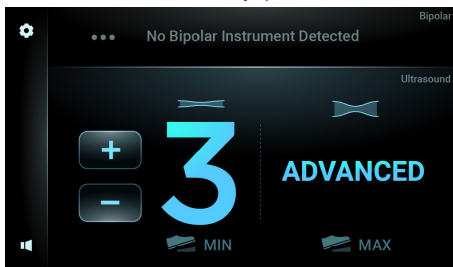 Bipolar
••• No Bipolar Instrument Detected
Ultrasound
+
3
ADVANCED
−
MIN
MAX